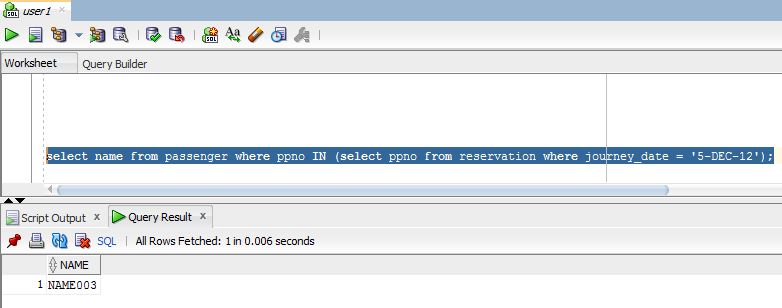 user1
SQL
Worksheet
Query Builder
select name from passenger where ppno IN (select ppno from reservation where journey_date = '5-DEC-12');
Script Output x
Query Result x
SQL | All Rows Fetched: 1 in 0.006 seconds
NAME
1 NAME003